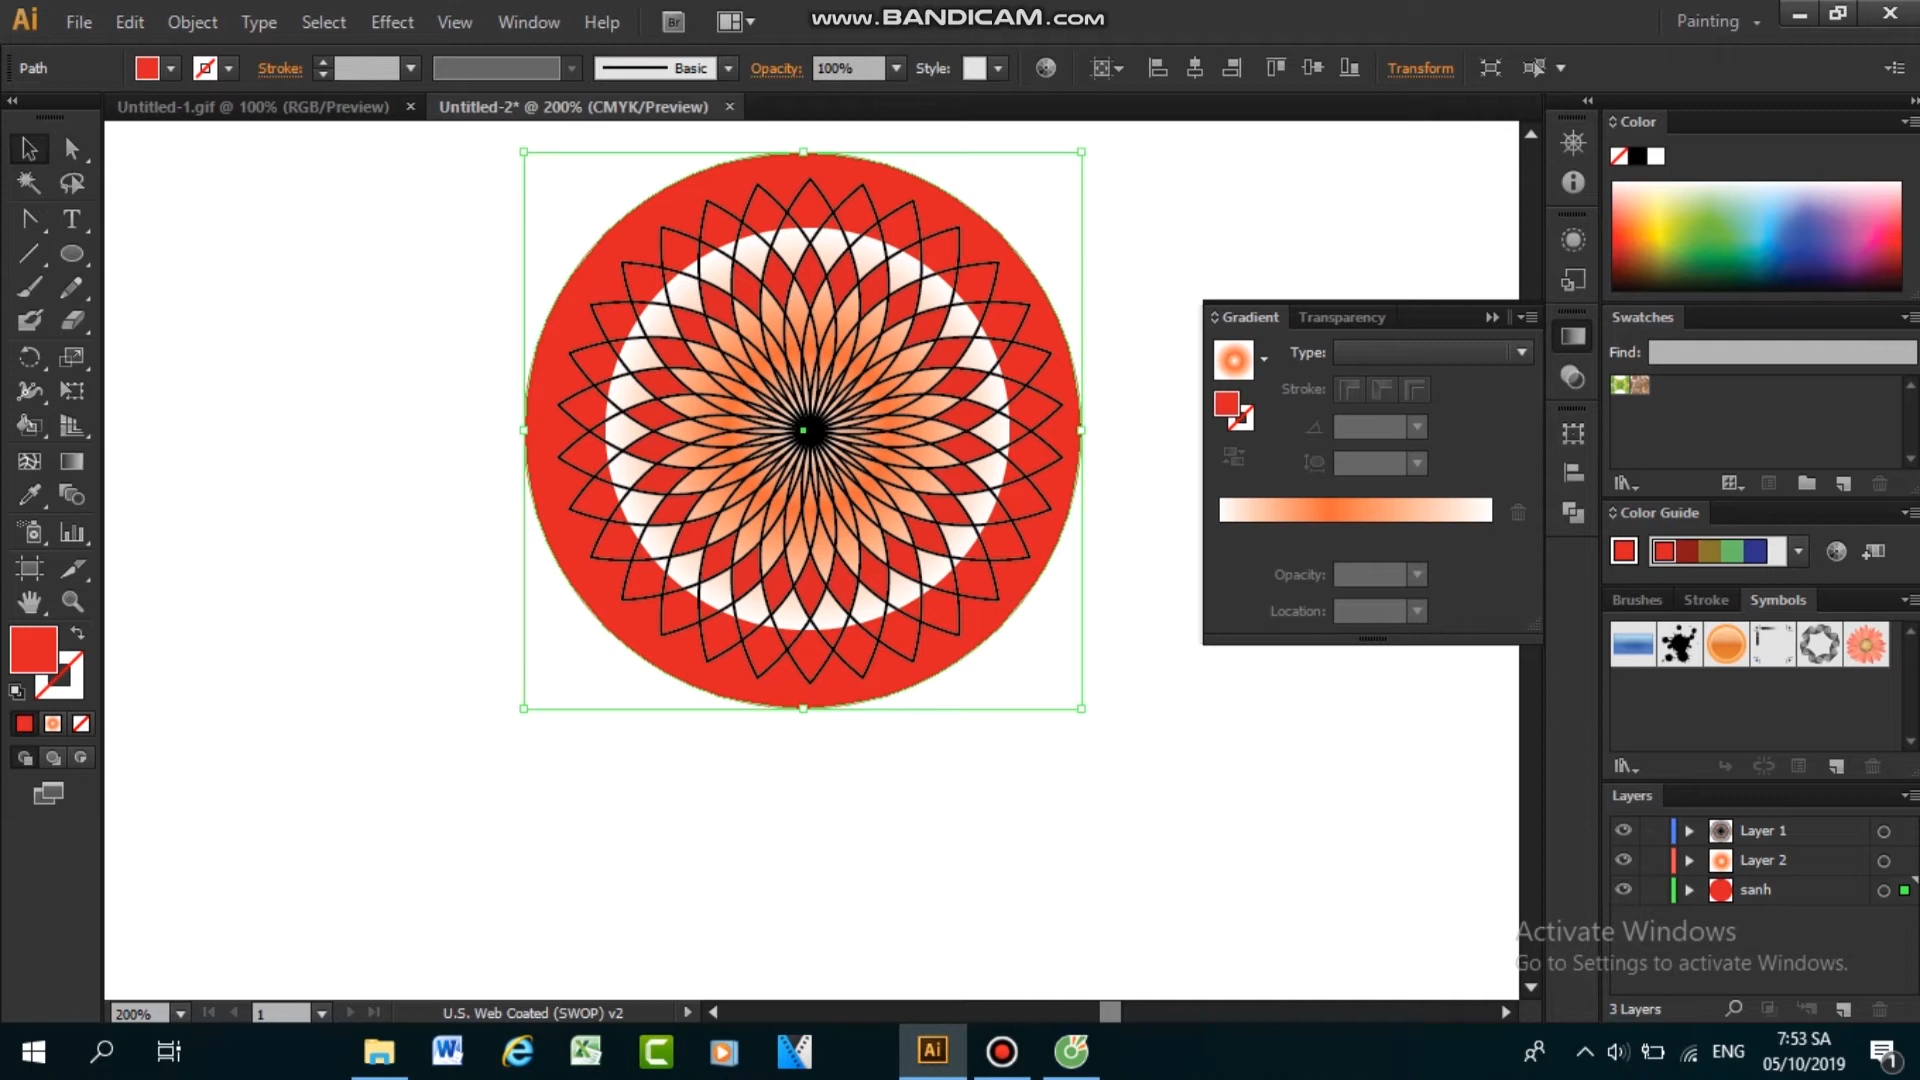 Ai File Edit Object Type Select Effect View Window Help Br www.BANDICAM.com Painting
Path Stroke: Basic Opacity: 100% Style: Transform
Untitled-1.gif @ 100% (RGB/Preview) Untitled-2* @ 200% (CMYK/Preview)
Color
Gradient Transparency
Type:
Stroke:
Opacity:
Location:
Swatches
Find:
Color Guide
Brushes Stroke Symbols
Layers
Layer 1
Layer 2
sanh
Activate Windows
Go to Settings to activate Windows.
3 Layers
200% 1 U.S. Web Coated (SWOP) v2
Ai ENG 7:53 SA
05/10/2019
1